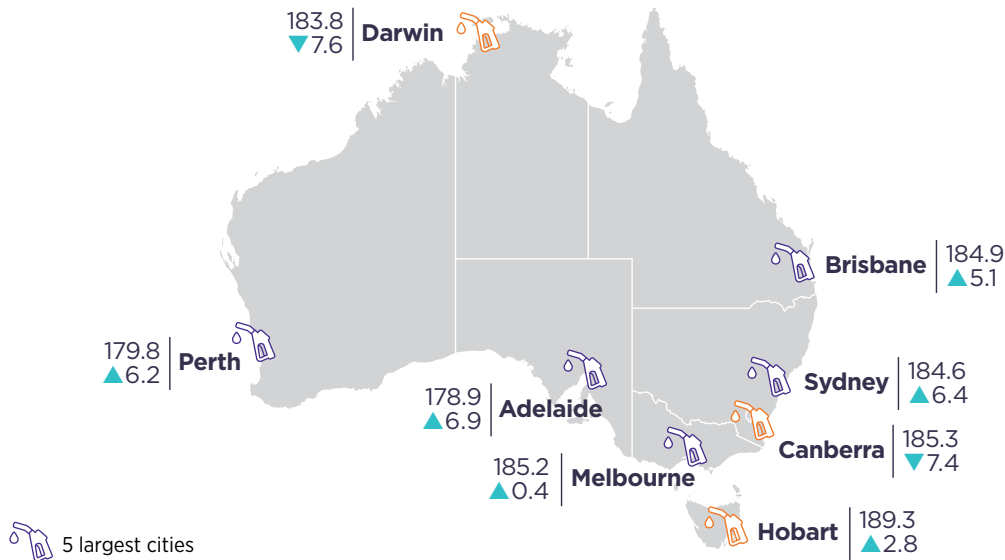 183.8
▼7.6
Darwin
Brisbane
184.9
▲5.1
179.8
▲6.2
Perth
178.9
▲6.9
Adelaide
Sydney
184.6
▲6.4
185.2
▲0.4
Melbourne
Canberra
185.3
▼7.4
Hobart
189.3
▲2.8
5 largest cities